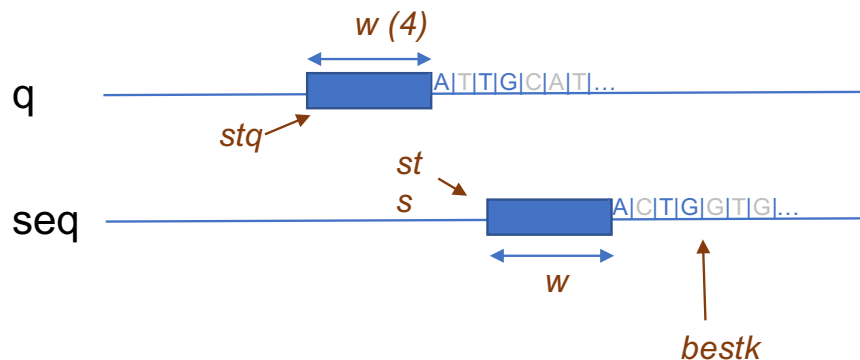 w (4)
q
A|T|T|G|C|A|T|...
stq
st
s
seq
A|C|T|G|G|T|G|...
w
bestk